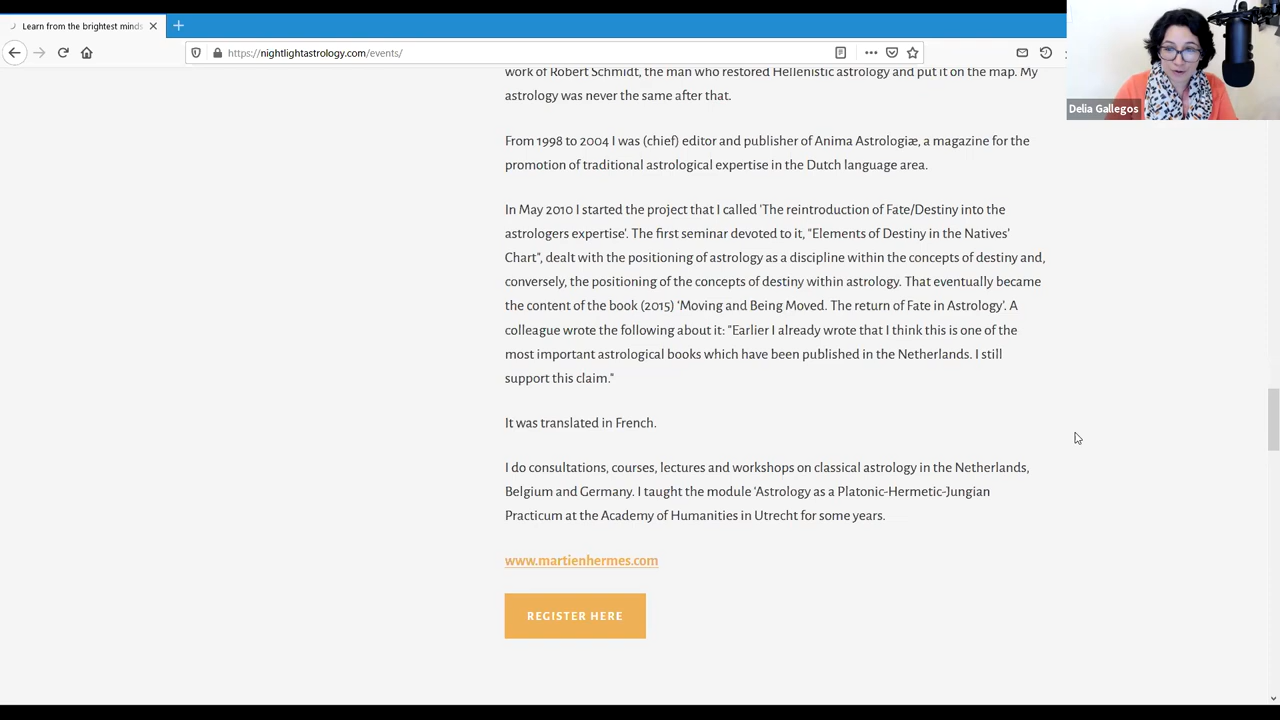 Learn from the brightest minds
https://nightlightastrology.com/events/
Delia Gallegos
work of Robert Schmidt, the man who restored Hellenistic astrology and put it on the map. My
astrology was never the same after that.
From 1998 to 2004 I was (chief) editor and publisher of Anima Astrologiæ, a magazine for the
promotion of traditional astrological expertise in the Dutch language area.
In May 2010 I started the project that I called 'The reintroduction of Fate/Destiny into the
astrologers expertise'. The first seminar devoted to it, "Elements of Destiny in the Natives'
Chart", dealt with the positioning of astrology as a discipline within the concepts of destiny and,
conversely, the positioning of the concepts of destiny within astrology. That eventually became
the content of the book (2015) ‘Moving and Being Moved. The return of Fate in Astrology’. A
colleague wrote the following about it: "Earlier I already wrote that I think this is one of the
most important astrological books which have been published in the Netherlands. I still
support this claim."
It was translated in French.
I do consultations, courses, lectures and workshops on classical astrology in the Netherlands,
Belgium and Germany. I taught the module ‘Astrology as a Platonic-Hermetic-Jungian
Practicum at the Academy of Humanities in Utrecht for some years.
www.martienhermes.com
REGISTER HERE